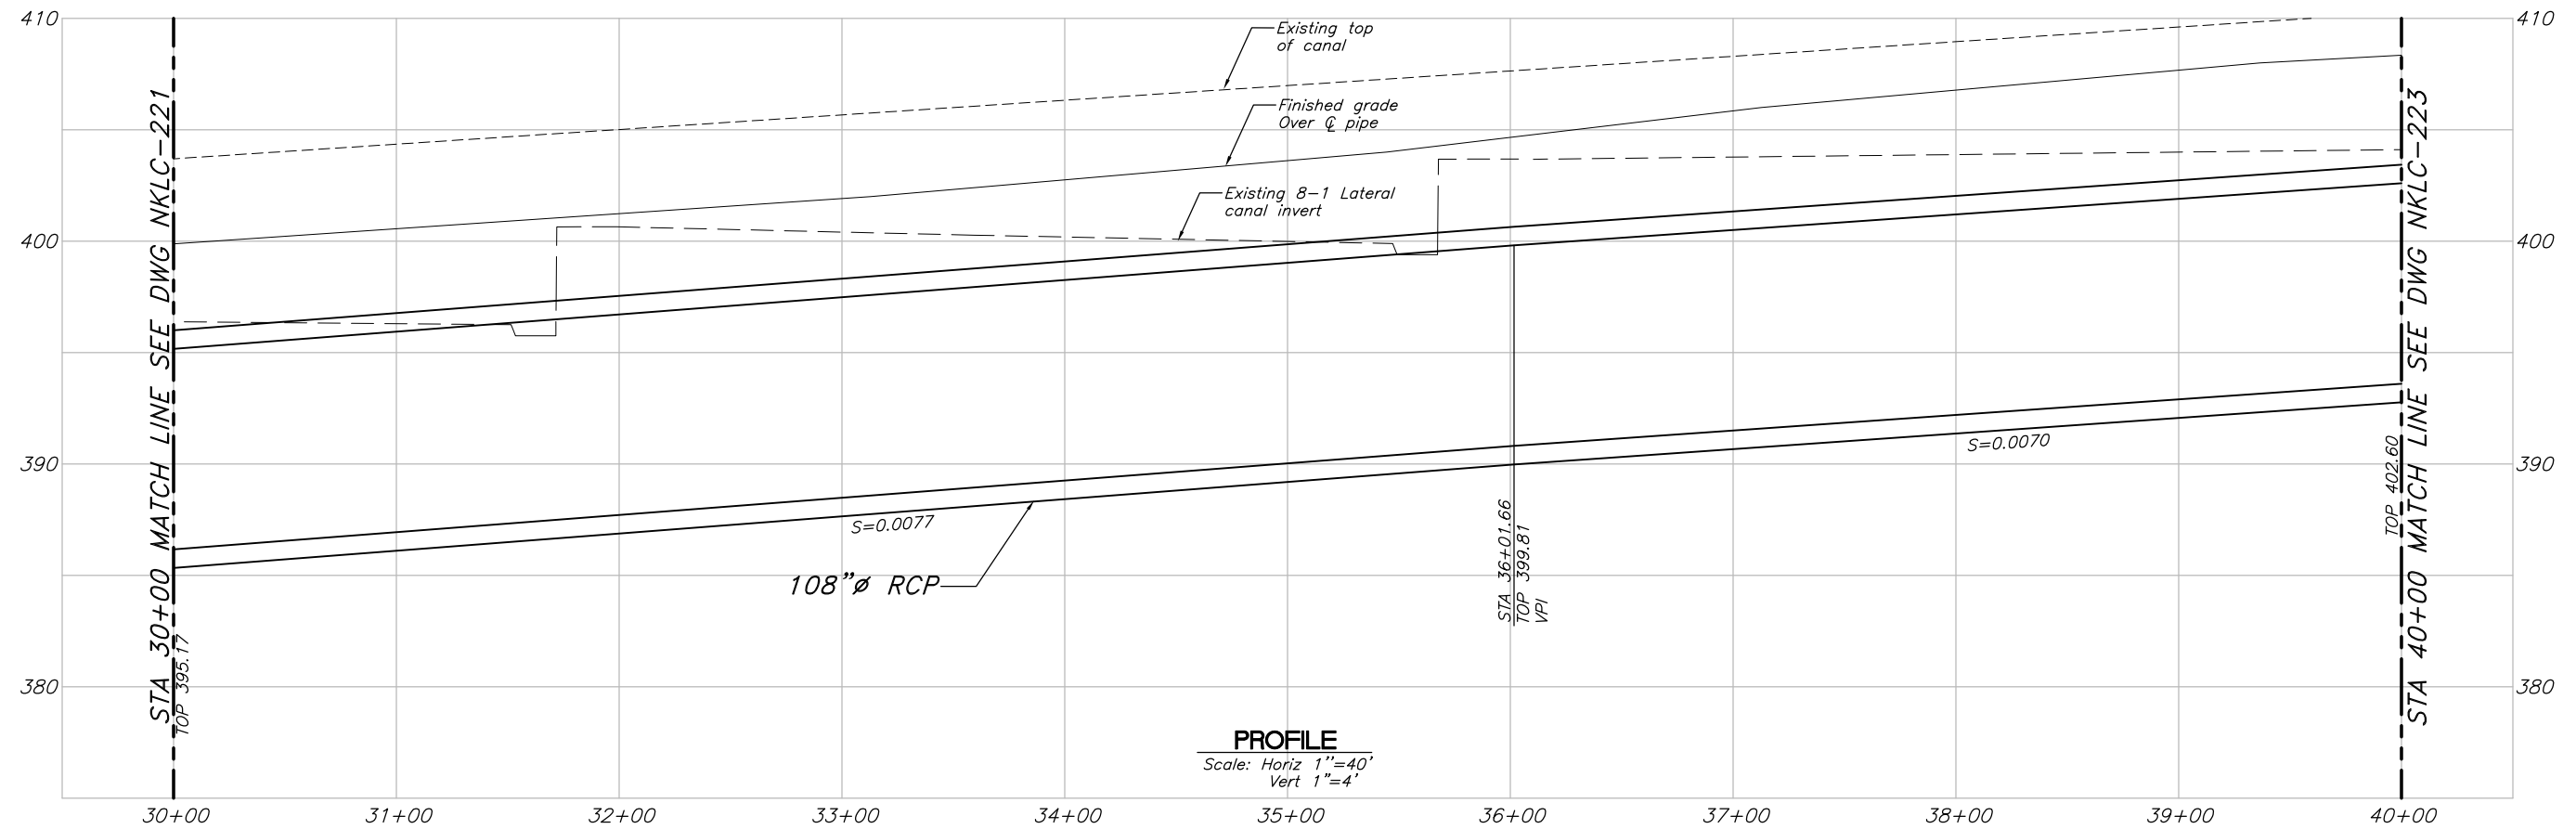 410
410
Existing top
of canal
Finished grade
Over ℄ pipe
Existing 8-1 Lateral
canal invert
400
400
390
390
380
380
STA 30+00 MATCH LINE SEE DWG NKLC-221
TOP 395.17
S=0.0077
108"ø RCP
STA 36+01.66
TOP 399.81
VPI
S=0.0070
TOP 402.60
STA 40+00 MATCH LINE SEE DWG NKLC-223
PROFILE
Scale: Horiz 1"=40'
Vert 1"=4'
30+00
31+00
32+00
33+00
34+00
35+00
36+00
37+00
38+00
39+00
40+00